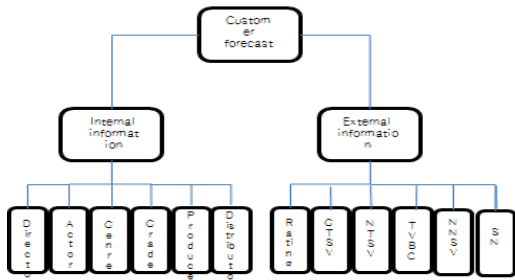 Custom
er
forecast
Internal
informat
ion
External
informatio
n
Directo
Actor
Genre
Grade
Produce
Distributo
Rating
CTSV
NTSV
TVBC
NNSV
SN